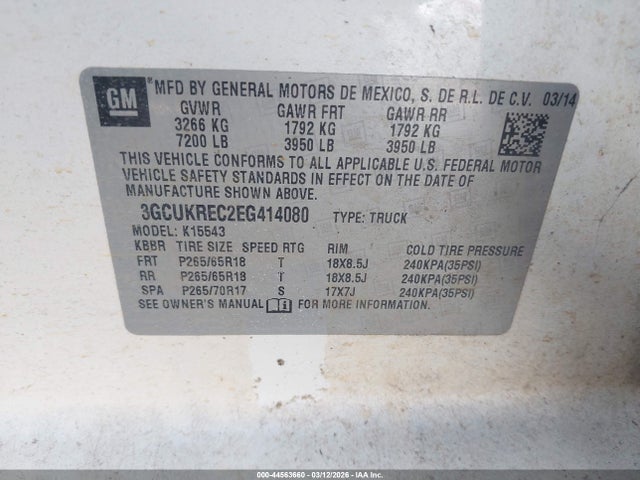 GM ® MFD BY GENERAL MOTORS DE MEXICO, S. DE R.L. DE C.V. 03/14
GVWR GAWR FRT GAWR RR
3266 KG 1792 KG 1792 KG
7200 LB 3950 LB 3950 LB
THIS VEHICLE CONFORMS TO ALL APPLICABLE U.S. FEDERAL MOTOR
VEHICLE SAFETY STANDARDS IN EFFECT ON THE DATE OF
MANUFACTURE SHOWN ABOVE.
3GCUKREC2EG414080 TYPE: TRUCK
MODEL: K15543
KBBR TIRE SIZE SPEED RTG RIM COLD TIRE PRESSURE
FRT P265/65R18 T 18X8.5J 240KPA(35PSI)
RR P265/65R18 T 18X8.5J 240KPA(35PSI)
SPA P265/70R17 S 17X7J 240KPA(35PSI)
SEE OWNER'S MANUAL FOR MORE INFORMATION.
000-44563660 - 03/12/2026 - IAA, Inc.